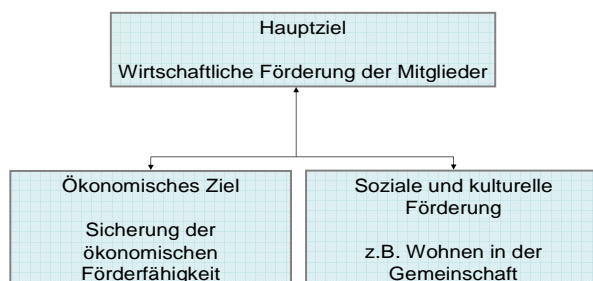 Hauptziel
Wirtschaftliche Förderung der Mitglieder
Ökonomisches Ziel
Sicherung der
ökonomischen
Förderfähigkeit
Soziale und kulturelle
Förderung
z.B. Wohnen in der
Gemeinschaft